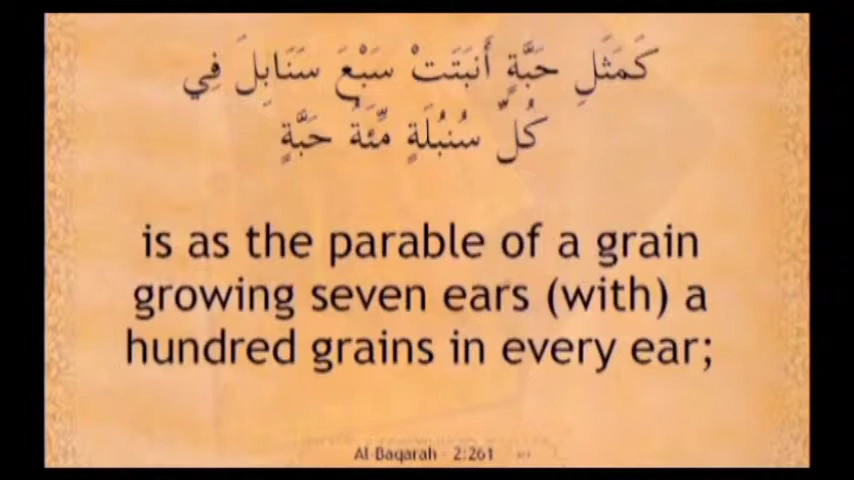 كَمَثَلِ حَبَّةٍ أَنبَتَتْ سَبْعَ سَنَابِلَ فِي
كُلِّ سُنبُلَةٍ مِّئَةُ حَبَّةٍ
is as the parable of a grain
growing seven ears (with) a
hundred grains in every ear;
Al-Baqarah - 2:261